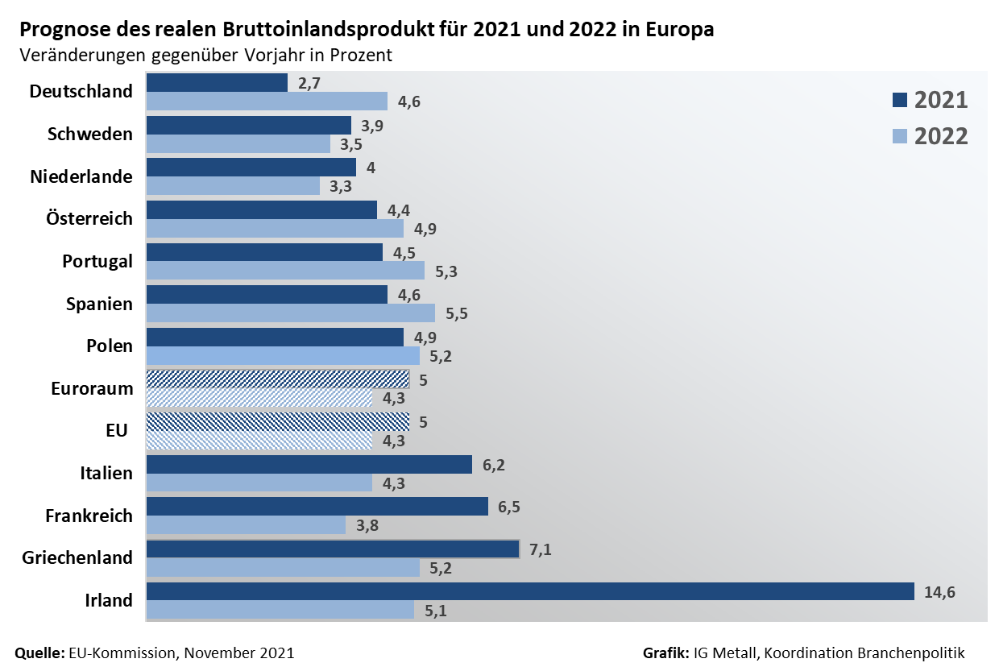 Prognose des realen Bruttoinlandsprodukt für 2021 und 2022 in Europa
Veränderungen gegenüber Vorjahr in Prozent
2021
2022
Deutschland
2,7
4,6
Schweden
3,9
3,5
Niederlande
4
3,3
Österreich
4,4
4,9
Portugal
4,5
5,3
Spanien
4,6
5,5
Polen
4,9
5,2
Euroraum
5
4,3
EU
5
4,3
Italien
6,2
4,3
Frankreich
6,5
3,8
Griechenland
7,1
5,2
Irland
14,6
5,1
Quelle: EU-Kommission, November 2021
Grafik: IG Metall, Koordination Branchenpolitik